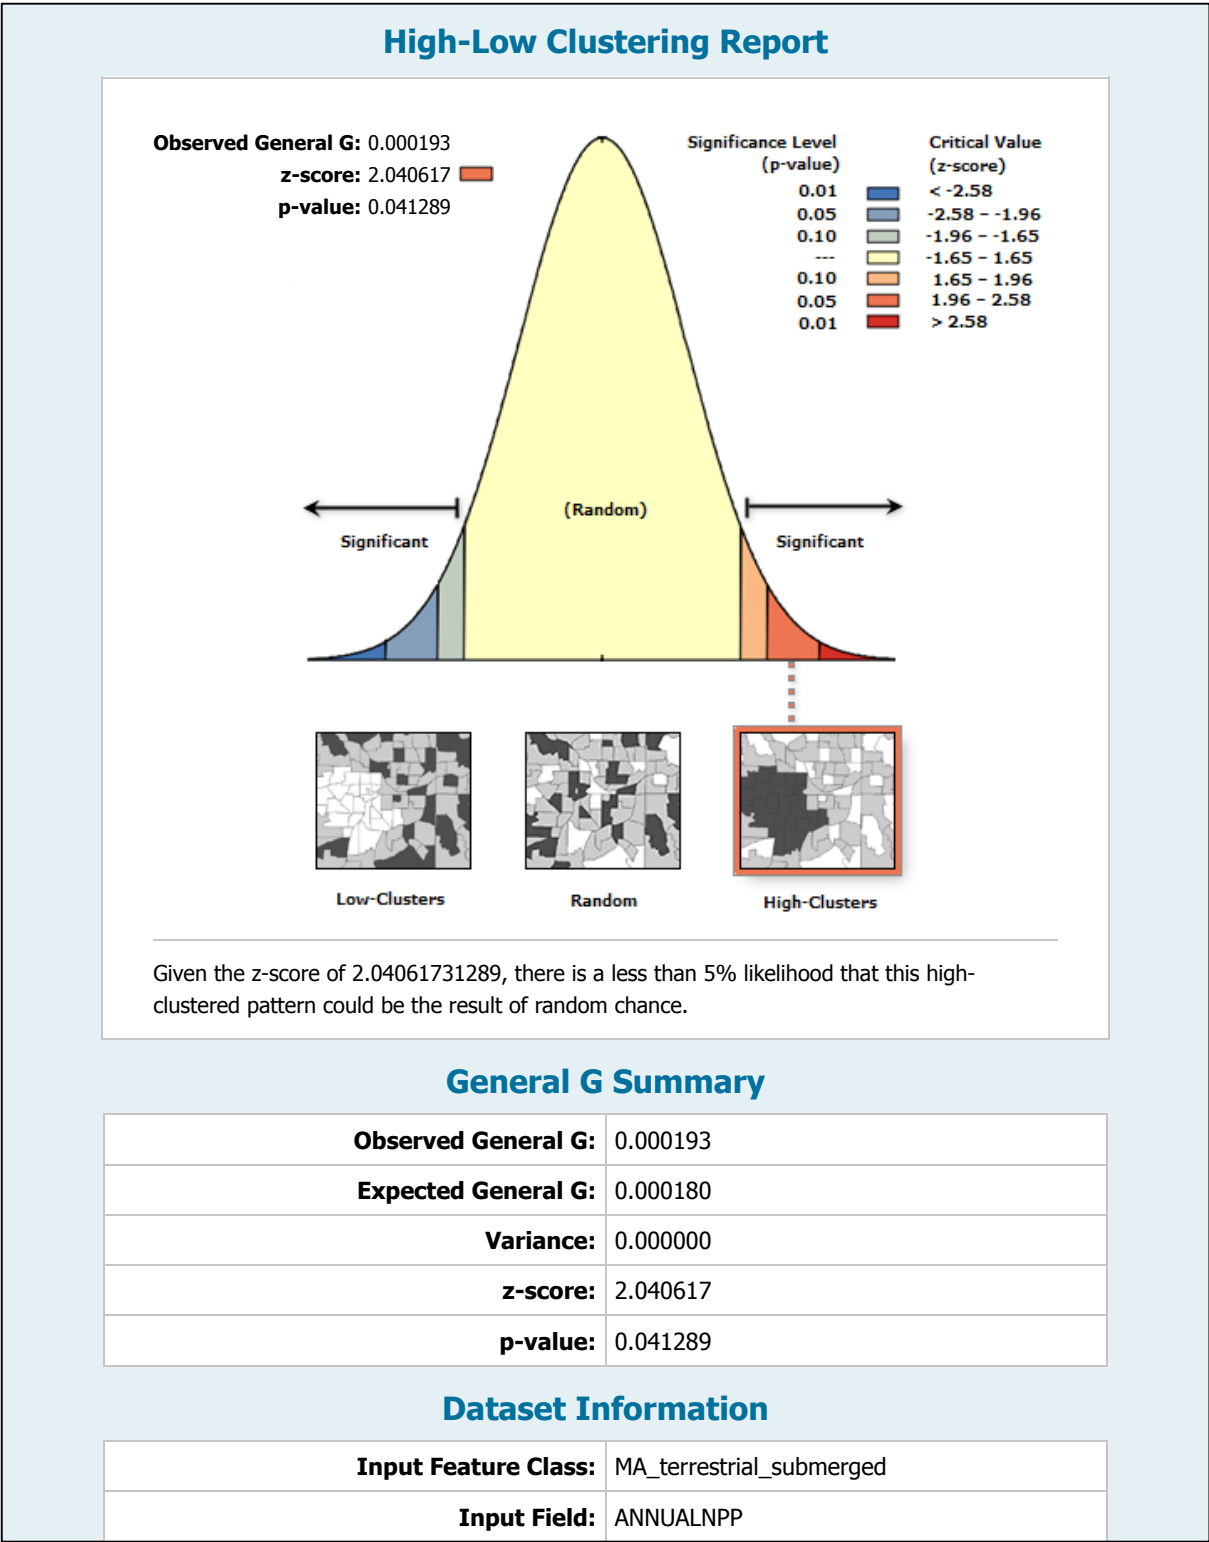 High-Low Clustering Report
Observed General G: 0.000193
z-score: 2.040617
p-value: 0.041289
Significance Level (p-value) Critical Value (z-score)
0.01 < -2.58
0.05 -2.58 – -1.96
0.10 -1.96 – -1.65
--- -1.65 – 1.65
0.10 1.65 – 1.96
0.05 1.96 – 2.58
0.01 > 2.58
(Random)
Significant Significant
Low-Clusters Random High-Clusters
Given the z-score of 2.04061731289, there is a less than 5% likelihood that this high-
clustered pattern could be the result of random chance.
General G Summary
Observed General G: 0.000193
Expected General G: 0.000180
Variance: 0.000000
z-score: 2.040617
p-value: 0.041289
Dataset Information
Input Feature Class: MA_terrestrial_submerged
Input Field: ANNUALNPP